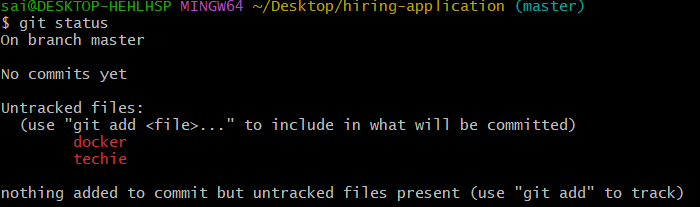 sai@DESKTOP-HEHLHSP MINGW64 ~/Desktop/hiring-application (master)
$ git status
On branch master
No commits yet
Untracked files:
(use "git add <file>..." to include in what will be committed)
docker
techie
nothing added to commit but untracked files present (use "git add" to track)